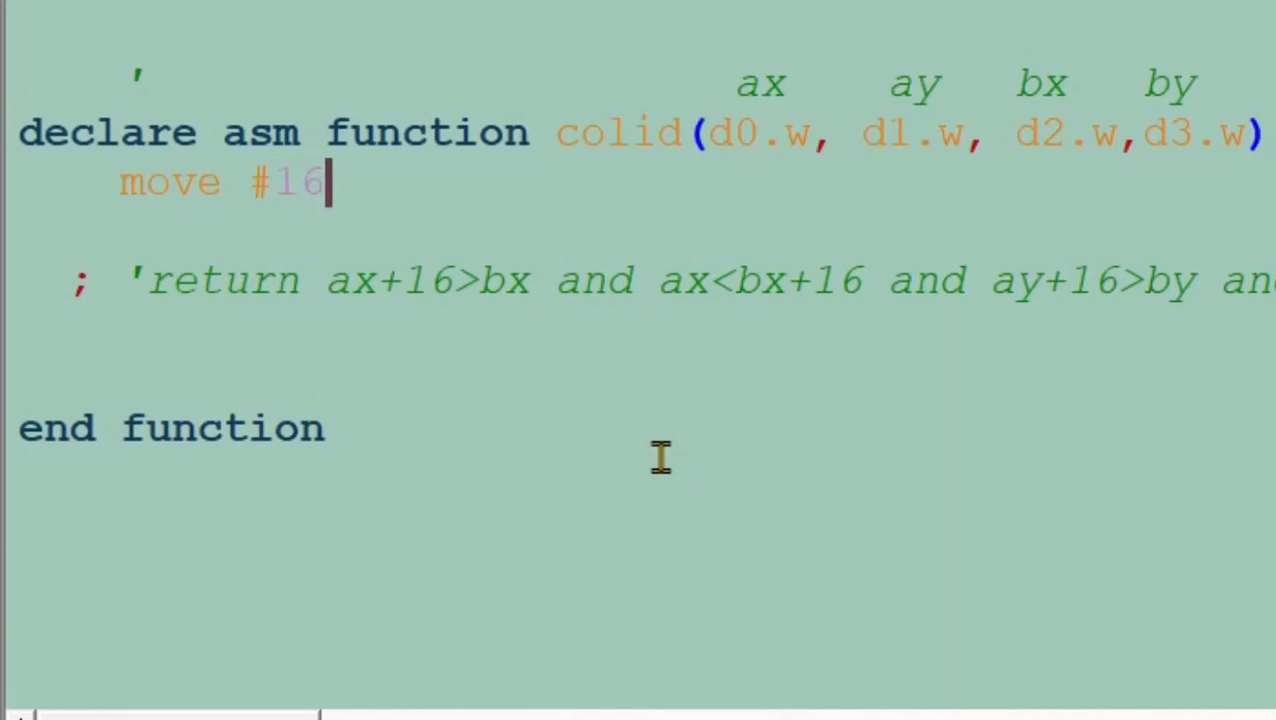 ' ax ay bx by
declare asm function colid(d0.w, d1.w, d2.w,d3.w)
move #16
; 'return ax+16>bx and ax<bx+16 and ay+16>by an
end function